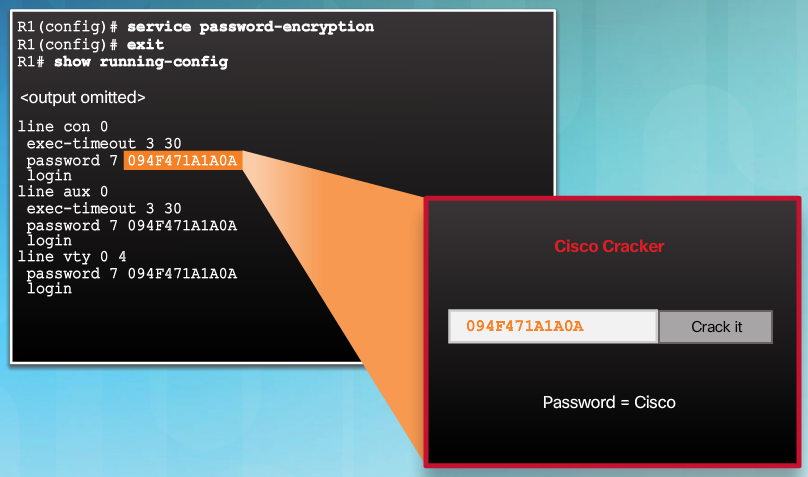 R1(config)# service password-encryption
R1(config)# exit
R1# show running-config
<output omitted>
line con 0
exec-timeout 3 30
password 7 094F471A1A0A
login
line aux 0
exec-timeout 3 30
password 7 094F471A1A0A
login
line vty 0 4
password 7 094F471A1A0A
login
Cisco Cracker
094F471A1A0A
Crack it
Password = Cisco